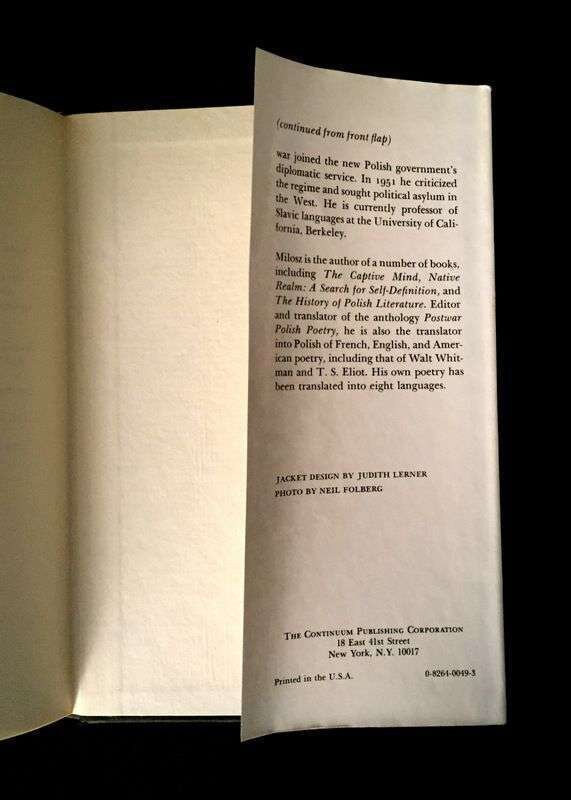 (continued from front flap)
war joined the new Polish government's
diplomatic service. In 1951 he criticized
the regime and sought political asylum in
the West. He is currently professor of
Slavic languages at the University of Cali-
fornia, Berkeley.
Milosz is the author of a number of books,
including The Captive Mind, Native
Realm: A Search for Self-Definition, and
The History of Polish Literature. Editor
and translator of the anthology Postwar
Polish Poetry, he is also the translator
into Polish of French, English, and Amer-
ican poetry, including that of Walt Whit-
man and T. S. Eliot. His own poetry has
been translated into eight languages.
JACKET DESIGN BY JUDITH LERNER
PHOTO BY NEIL FOLBERG
THE CONTINUUM PUBLISHING CORPORATION
18 East 41st Street
New York, N.Y. 10017
Printed in the U.S.A. 0-8264-0049-3